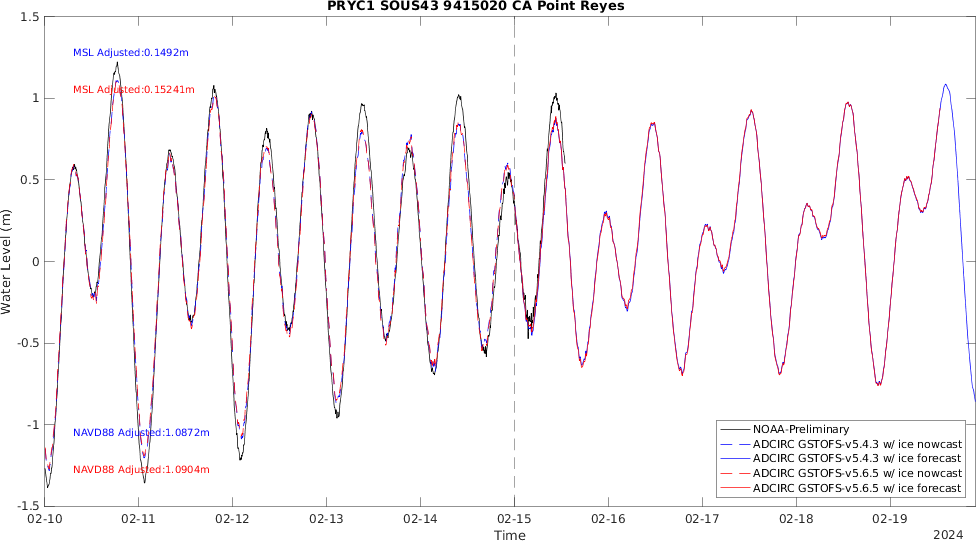 PRYC1 SOUS43 9415020 CA Point Reyes
1.5
MSL Adjusted:0.1492m
MSL Adjusted:0.15241m
1
0.5
0
-0.5
-1
-1.5
Water Level (m)
NAVD88 Adjusted:1.0872m
NAVD88 Adjusted:1.0904m
NOAA-Preliminary
ADCIRC GSTOFS-v5.4.3 w/ ice nowcast
ADCIRC GSTOFS-v5.4.3 w/ ice forecast
ADCIRC GSTOFS-v5.6.5 w/ ice nowcast
ADCIRC GSTOFS-v5.6.5 w/ ice forecast
02-10 02-11 02-12 02-13 02-14 02-15 02-16 02-17 02-18 02-19
Time
2024